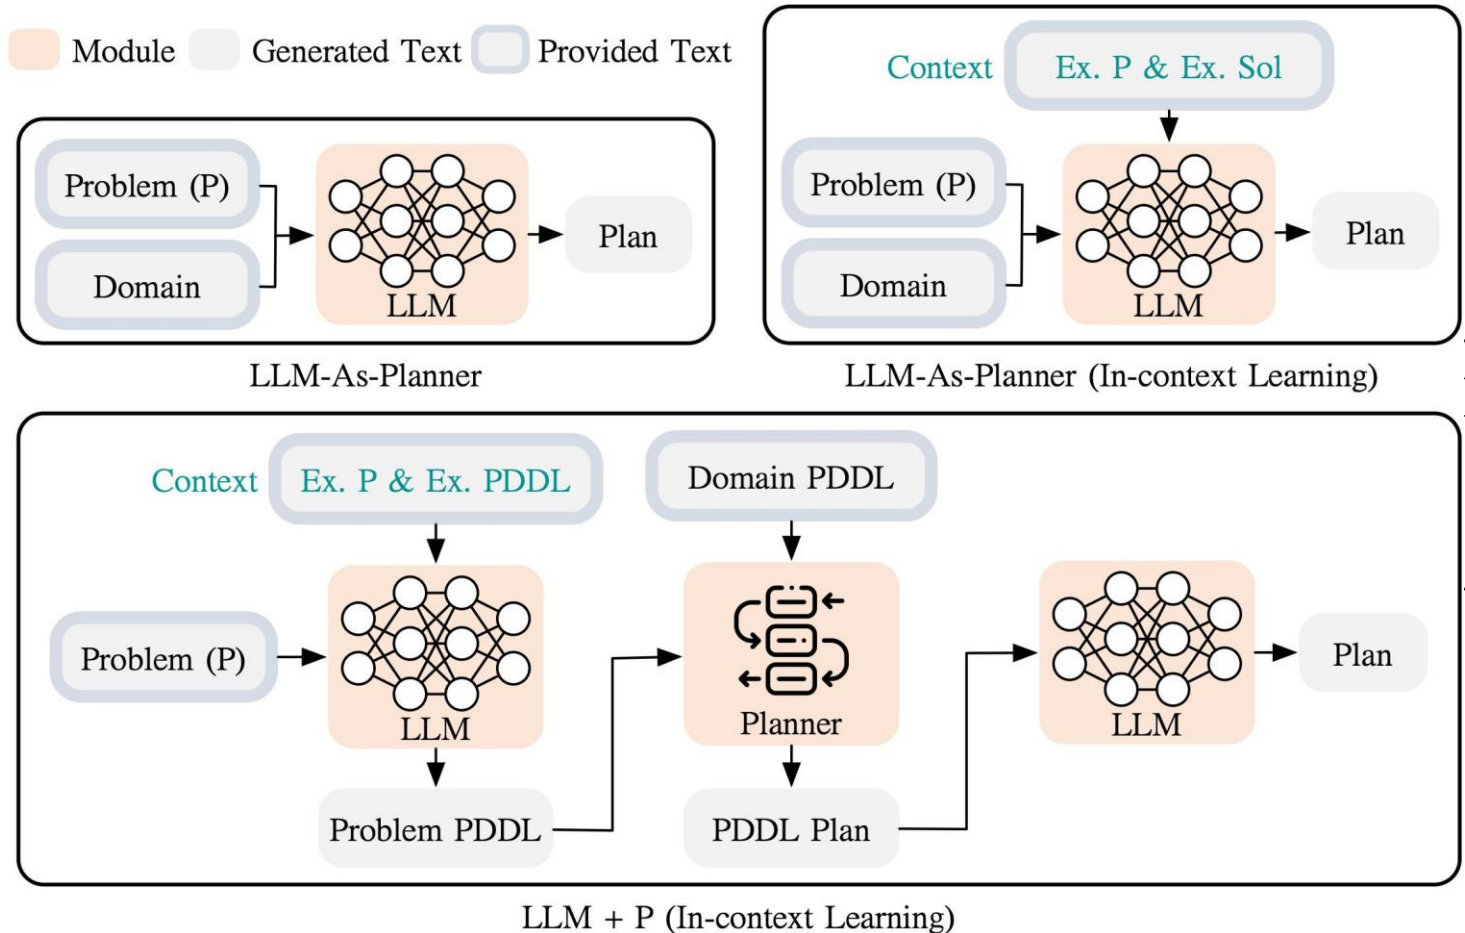 Module Generated Text Provided Text
Problem (P)
Domain
LLM
Plan
LLM-As-Planner
Context Ex. P & Ex. Sol
Problem (P)
Domain
LLM
Plan
LLM-As-Planner (In-context Learning)
Context Ex. P & Ex. PDDL
Domain PDDL
Problem (P)
LLM
Planner
LLM
Plan
Problem PDDL
PDDL Plan
LLM + P (In-context Learning)